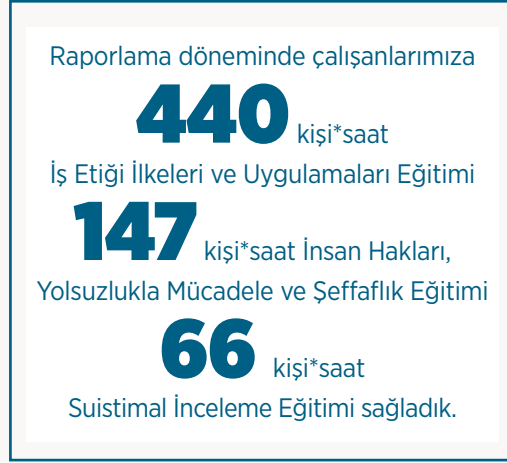 Raporlama döneminde çalışanlarımıza
440 kişi*saat
İş Etiği İlkeleri ve Uygulamaları Eğitimi
147 kişi*saat İnsan Hakları,
Yolsuzlukla Mücadele ve Şeffaflık Eğitimi
66 kişi*saat
Suistimal İnceleme Eğitimi sağladık.